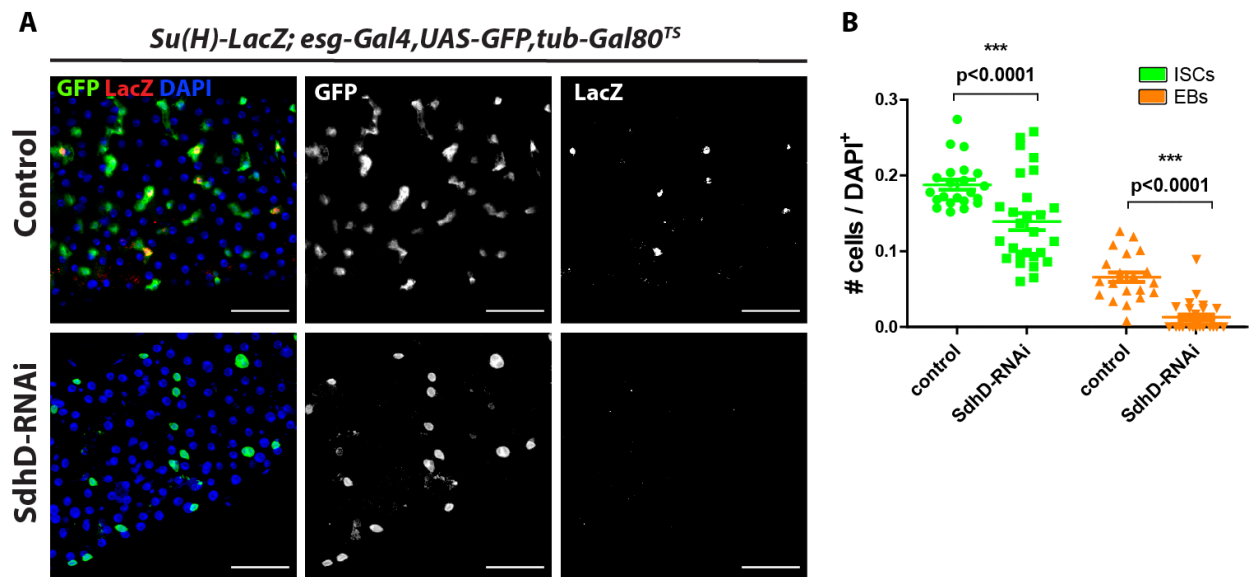 A
Su(H)-LacZ; esg-Gal4,UAS-GFP,tub-Gal80TS
GFP LacZ DAPI
GFP
LacZ
Control
SdhD-RNAi
B
***
p<0.0001
ISCs
EBs
***
p<0.0001
# cells / DAPI+
0.3
0.2
0.1
0.0
control
SdhD-RNAi
control
SdhD-RNAi